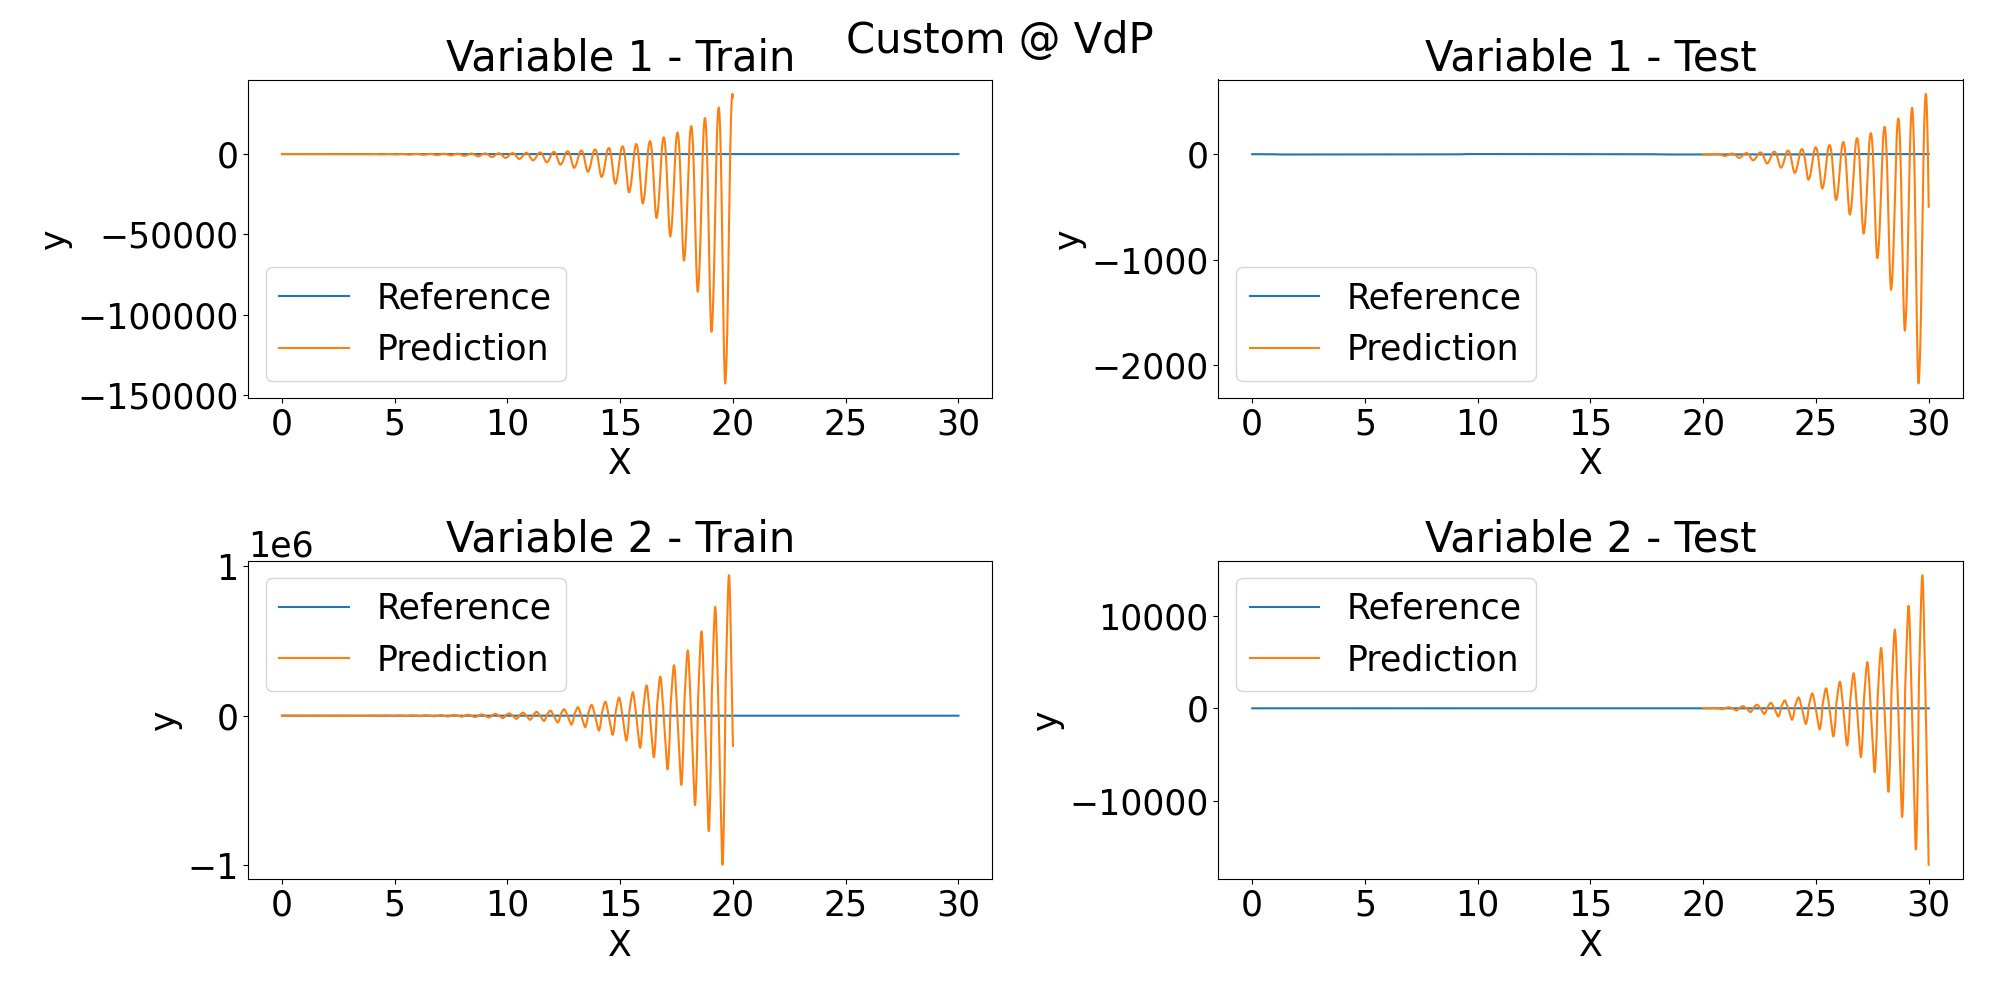 Custom @ VdP
Variable 1 - Train
0
−50000
−100000
−150000
y
Reference
Prediction
0 5 10 15 20 25 30
X
Variable 1 - Test
0
−1000
−2000
y
Reference
Prediction
0 5 10 15 20 25 30
X
Variable 2 - Train
1e6
1
0
−1
y
Reference
Prediction
0 5 10 15 20 25 30
X
Variable 2 - Test
10000
0
−10000
y
Reference
Prediction
0 5 10 15 20 25 30
X